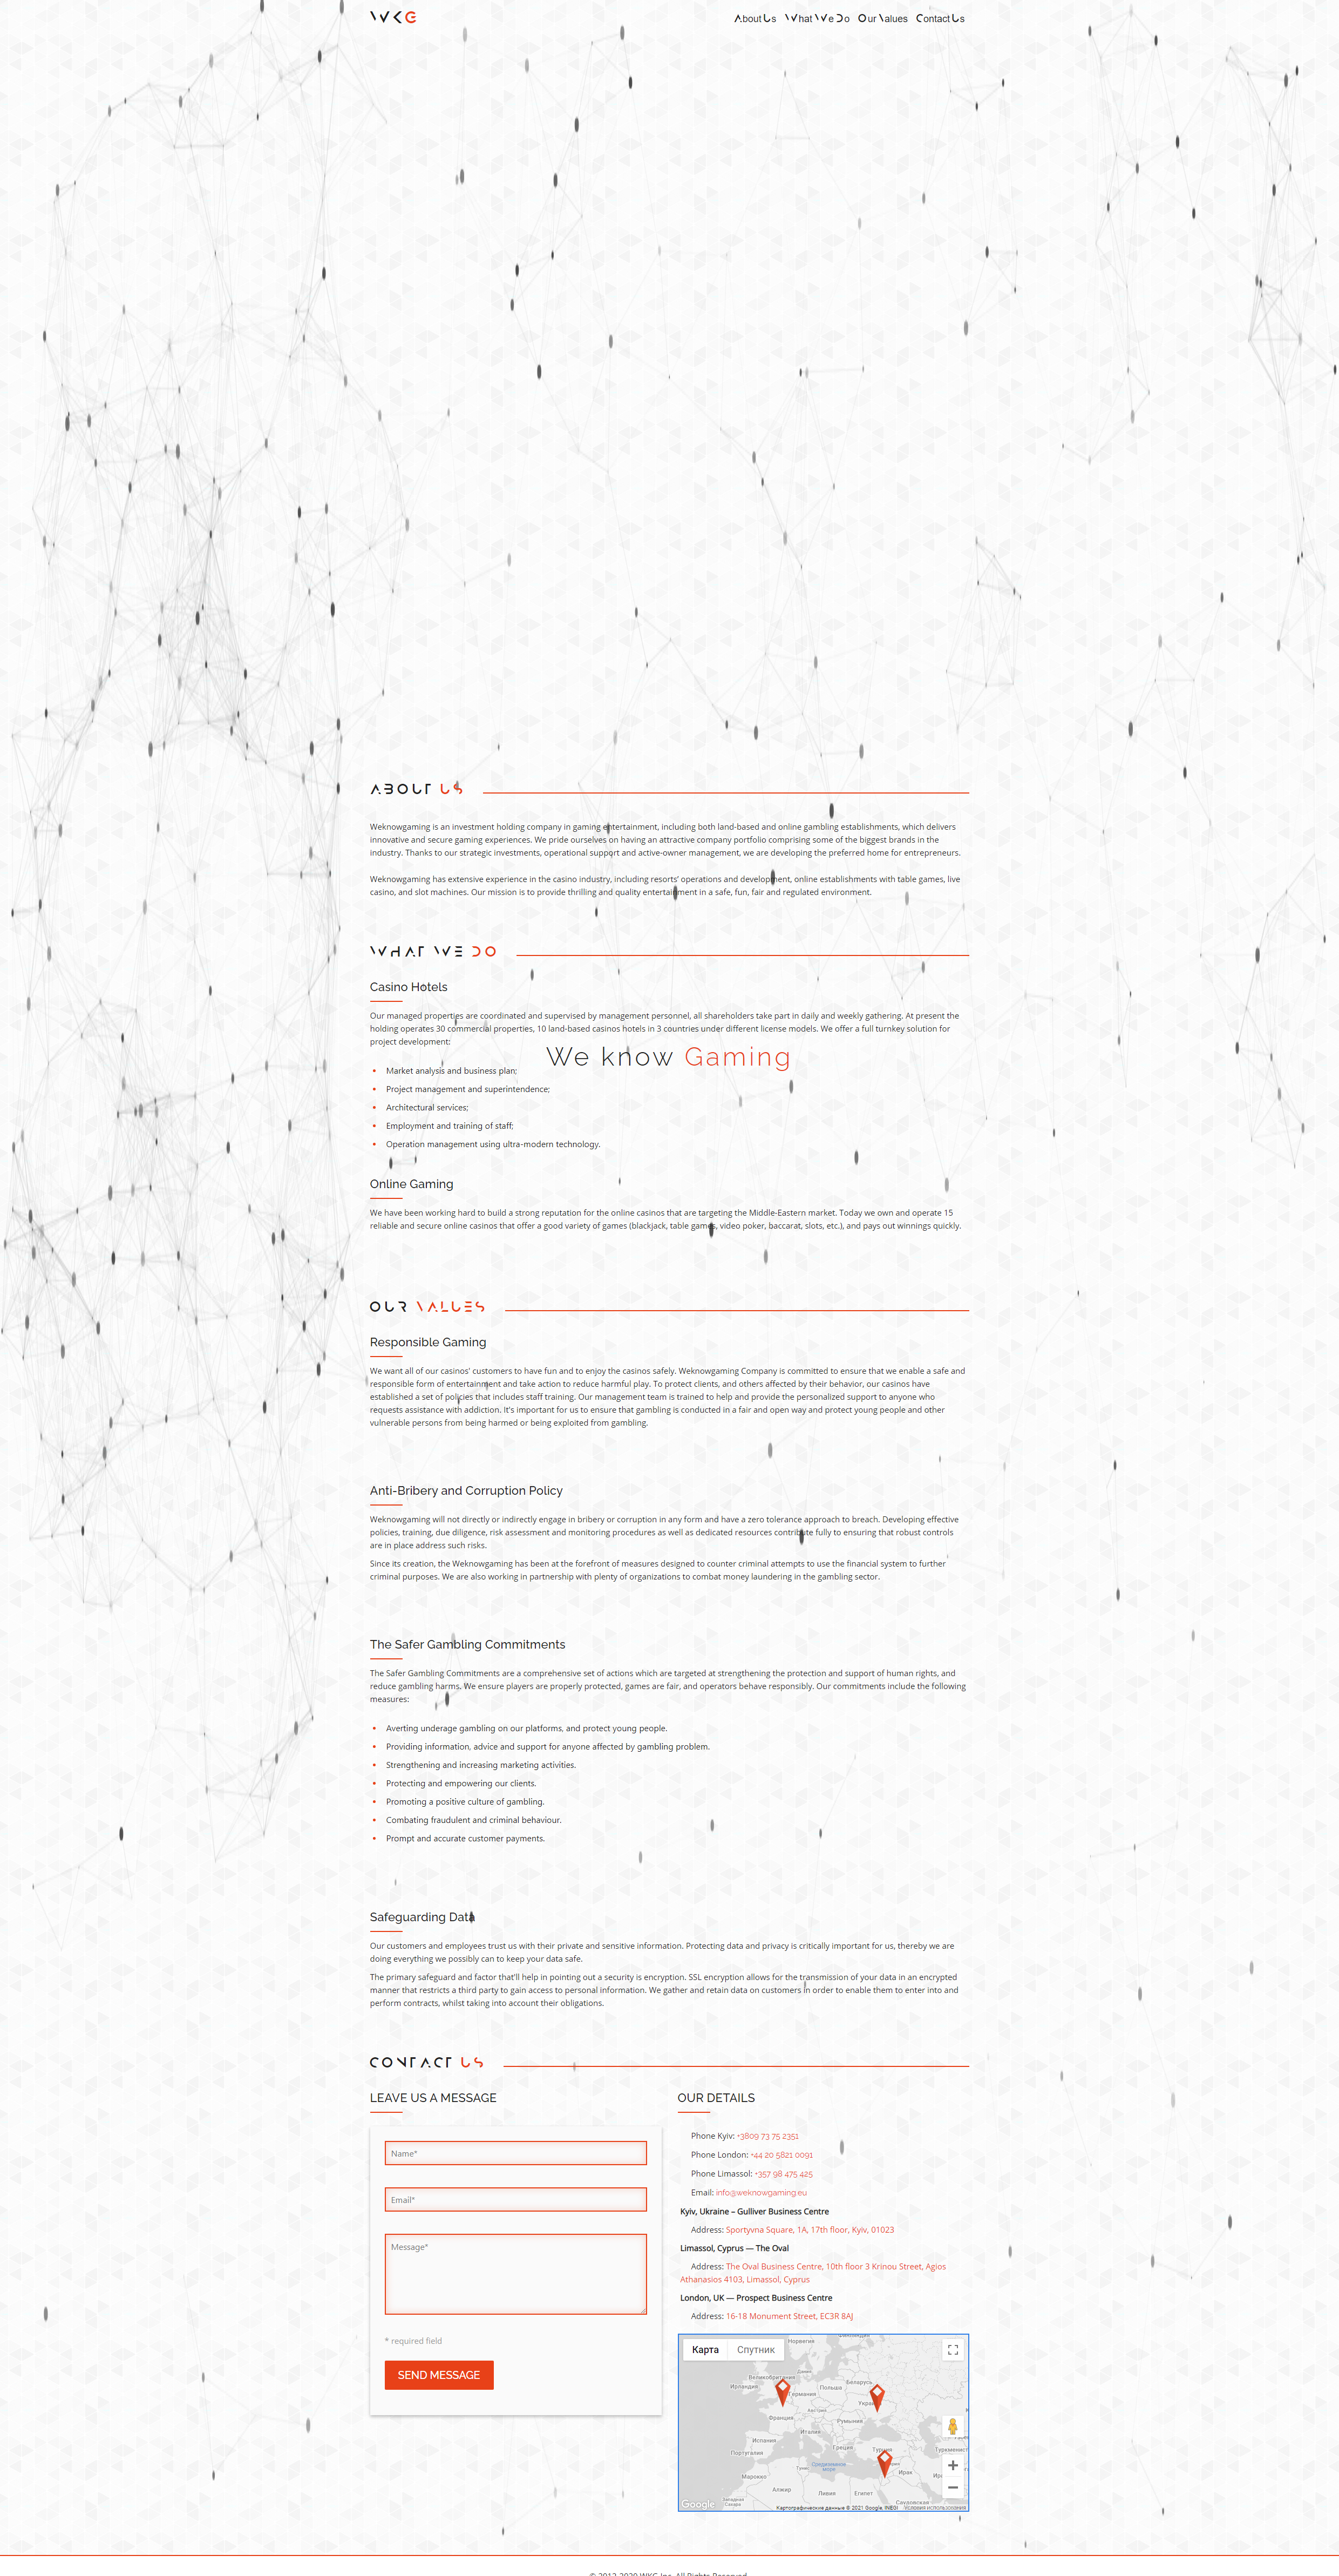 WKG
About Us What We Do Our Values Contact Us
ABOUT US
Weknowgaming is an investment holding company in gaming entertainment, including both land-based and online gambling establishments, which delivers
innovative and secure gaming experiences. We pride ourselves on having an attractive company portfolio comprising some of the biggest brands in the
industry. Thanks to our strategic investments, operational support and active-owner management, we are developing the preferred home for entrepreneurs.
Weknowgaming has extensive experience in the casino industry, including resorts' operations and development, online establishments with table games, live
casino, and slot machines. Our mission is to provide thrilling and quality entertainment in a safe, fun, fair and regulated environment.
WHAT WE DO
Casino Hotels
Our managed properties are coordinated and supervised by management personnel, all shareholders take part in daily and weekly gathering. At present the
holding operates 30 commercial properties, 10 land-based casinos hotels in 3 countries under different license models. We offer a full turnkey solution for
project development:
We know Gaming
• Market analysis and business plan;
• Project management and superintendence;
• Architectural services;
• Employment and training of staff;
• Operation management using ultra-modern technology.
Online Gaming
We have been working hard to build a strong reputation for the online casinos that are targeting the Middle-Eastern market. Today we own and operate 15
reliable and secure online casinos that offer a good variety of games (blackjack, table games, video poker, baccarat, slots, etc.), and pays out winnings quickly.
OUR VALUES
Responsible Gaming
We want all of our casinos' customers to have fun and to enjoy the casinos safely. Weknowgaming Company is committed to ensure that we enable a safe and
responsible form of entertainment and take action to reduce harmful play. To protect clients, and others affected by their behavior, our casinos have
established a set of policies that includes staff training. Our management team is trained to help and provide the personalized support to anyone who
requests assistance with addiction. It's important for us to ensure that gambling is conducted in a fair and open way and protect young people and other
vulnerable persons from being harmed or being exploited from gambling.
Anti-Bribery and Corruption Policy
Weknowgaming will not directly or indirectly engage in bribery or corruption in any form and have a zero tolerance approach to breach. Developing effective
policies, training, due diligence, risk assessment and monitoring procedures as well as dedicated resources contribute fully to ensuring that robust controls
are in place address such risks.
Since its creation, the Weknowgaming has been at the forefront of measures designed to counter criminal attempts to use the financial system to further
criminal purposes. We are also working in partnership with plenty of organizations to combat money laundering in the gambling sector.
The Safer Gambling Commitments
The Safer Gambling Commitments are a comprehensive set of actions which are targeted at strengthening the protection and support of human rights, and
reduce gambling harms. We ensure players are properly protected, games are fair, and operators behave responsibly. Our commitments include the following
measures:
• Averting underage gambling on our platforms, and protect young people.
• Providing information, advice and support for anyone affected by gambling problem.
• Strengthening and increasing marketing activities.
• Protecting and empowering our clients.
• Promoting a positive culture of gambling.
• Combating fraudulent and criminal behaviour.
• Prompt and accurate customer payments.
Safeguarding Data
Our customers and employees trust us with their private and sensitive information. Protecting data and privacy is critically important for us, thereby we are
doing everything we possibly can to keep your data safe.
The primary safeguard and factor that'll help in pointing out a security is encryption. SSL encryption allows for the transmission of your data in an encrypted
manner that restricts a third party to gain access to personal information. We gather and retain data on customers in order to enable them to enter into and
perform contracts, whilst taking into account their obligations.
CONTACT US
LEAVE US A MESSAGE
Name*
Email*
Message*
* required field
SEND MESSAGE
OUR DETAILS
Phone Kyiv: +3809 73 75 2351
Phone London: +44 20 5821 0091
Phone Limassol: +357 98 475 425
Email: info@weknowgaming.eu
Kyiv, Ukraine – Gulliver Business Centre
Address: Sportyvna Square, 1A, 17th floor, Kyiv, 01023
Limassol, Cyprus — The Oval
Address: The Oval Business Centre, 10th floor 3 Krinou Street, Agios
Athanasios 4103, Limassol, Cyprus
London, UK — Prospect Business Centre
Address: 16-18 Monument Street, EC3R 8AJ
Карта Спутник
Норвегия
Великобритания
Ирландия
Дания
Беларусь
Польша
Германия
Украина
Франция
Австрия
Румыния
Италия
Испания
Греция
Турция
Туркменист
Португалия
Средиземное
море
Тунис
Ирак
Марокко
Алжир
Ливия
Египет
Западная
Сахара
Саудовская
Google
Картографические данные © 2021 Google, INEGI Условия использования
© 2012-2020 WKG Inc. All Rights Reserved